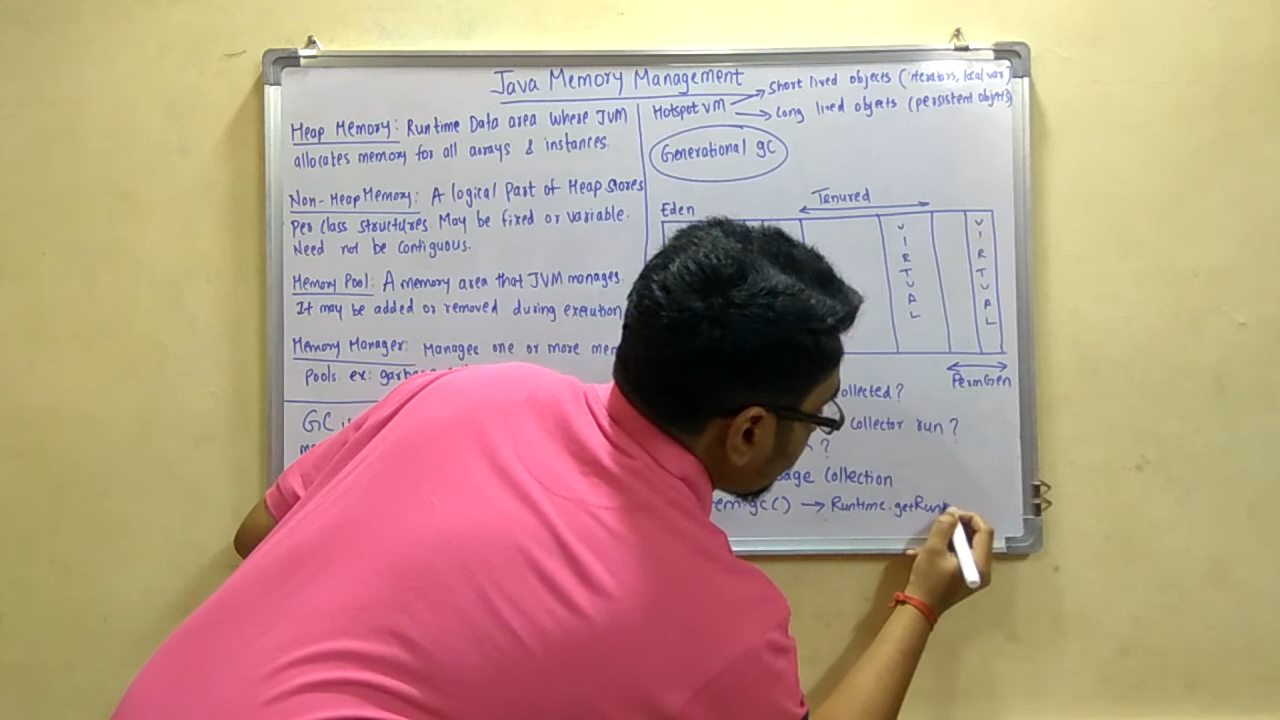 Java Memory Management
Heap Memory: Runtime Data area where JVM
allocates memory for all arrays & instances.
Non-Heap Memory: A logical part of Heap. Stores
Per class structures. May be fixed or variable.
Need not be contiguous.
Memory Pool: A memory area that JVM manages.
It may be added or removed during execution
Memory Manager: Manages one or more mem
Pools. ex: garb
GC is
Hotspot VM → Short lived objects (iterators, local var)
→ Long lived objects (persistent objects)
Generational gc
Eden
Tenured
VIRTUAL
VIRTUAL
PermGen
ollected?
collector run?
?
age collection
em.gc() → Runtime.getRun